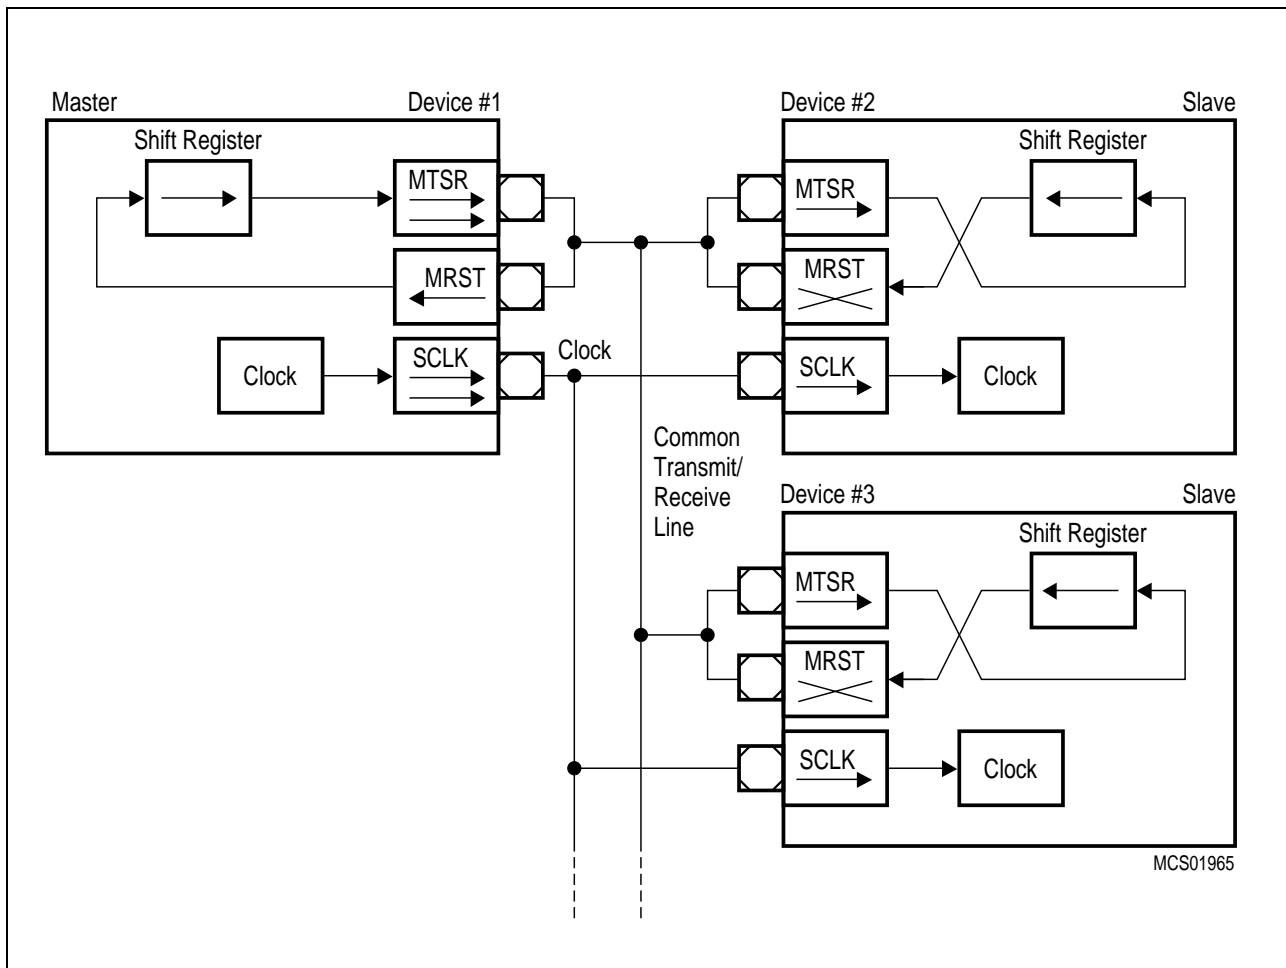 Master
Device #1
Shift Register
MTSR
MRST
Clock
SCLK
Clock
Common
Transmit/
Receive
Line
Device #2
Slave
MTSR
Shift Register
MRST
SCLK
Clock
Device #3
Slave
MTSR
Shift Register
MRST
SCLK
Clock
MCS01965